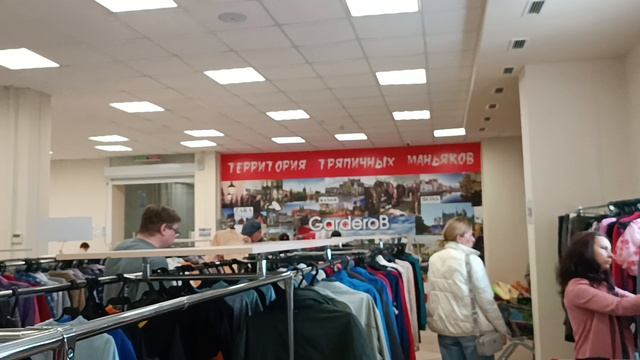 ТЕРРИТОРИЯ ТРЯПИЧНЫХ МАНЬЯКОВ
GarderoB